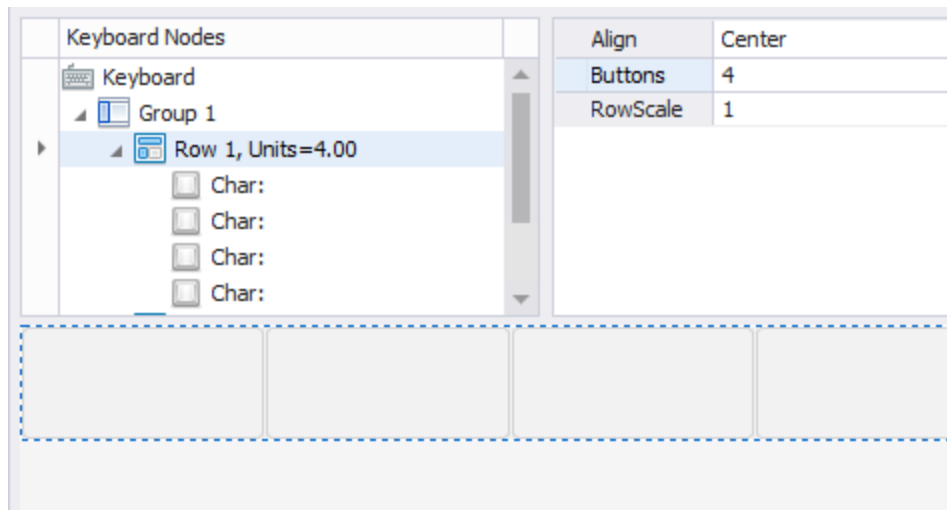 Keyboard Nodes
Keyboard
Group 1
Row 1, Units=4.00
Char:
Char:
Char:
Char:
Align Center
Buttons 4
RowScale 1